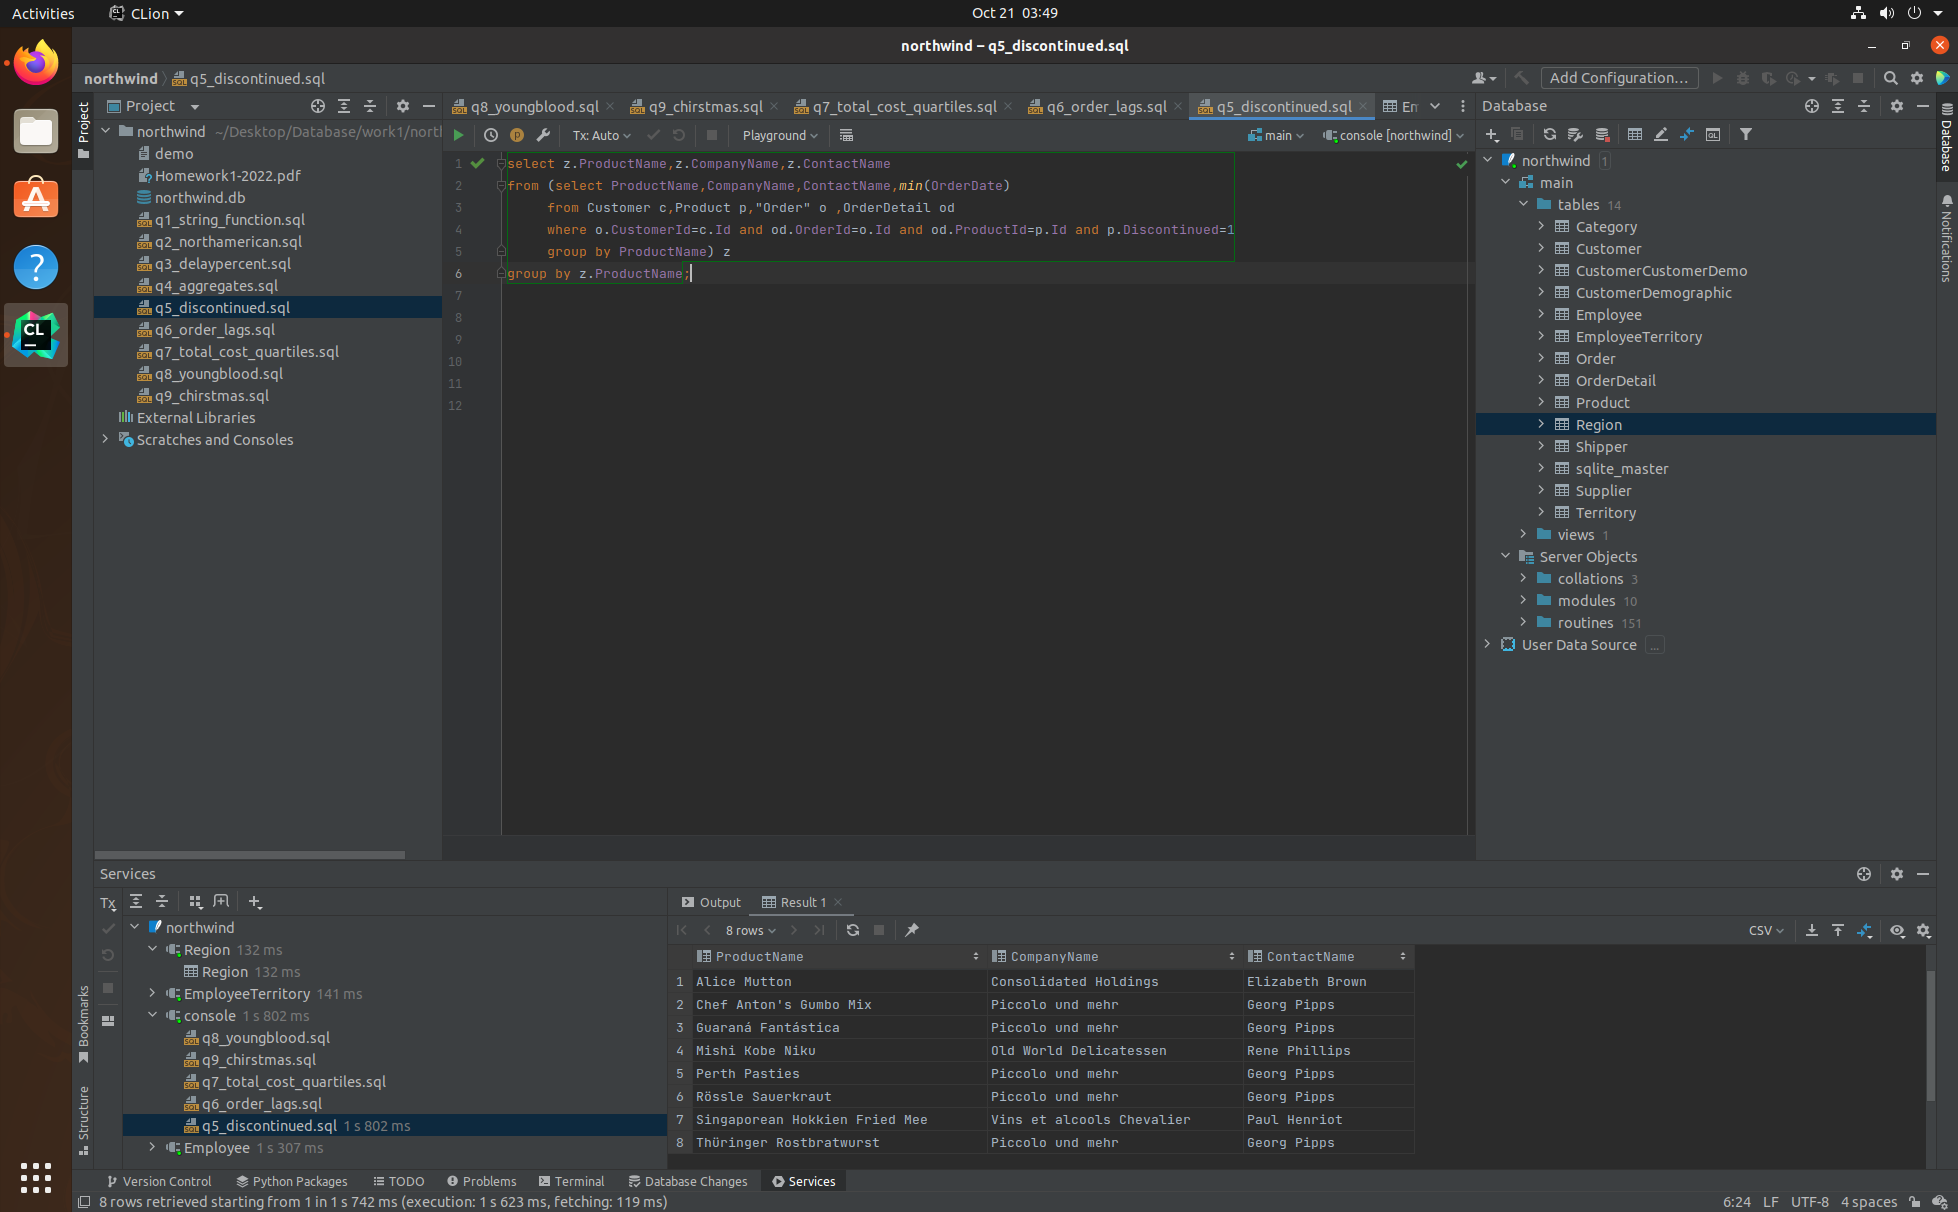 Activities
CLion
Oct 21  03:49
northwind – q5_discontinued.sql
northwind
q5_discontinued.sql
Add Configuration...
Project
Project
northwind  ~/Desktop/Database/work1/nort
demo
Homework1-2022.pdf
northwind.db
q1_string_function.sql
q2_northamerican.sql
q3_delaypercent.sql
q4_aggregates.sql
q5_discontinued.sql
q6_order_lags.sql
q7_total_cost_quartiles.sql
q8_youngblood.sql
q9_chirstmas.sql
External Libraries
Scratches and Consoles
q8_youngblood.sql
q9_chirstmas.sql
q7_total_cost_quartiles.sql
q6_order_lags.sql
q5_discontinued.sql
Tx: Auto
Playground
main
console [northwind]
1 select z.ProductName,z.CompanyName,z.ContactName
2 from (select ProductName,CompanyName,ContactName,min(OrderDate)
3 from Customer c,Product p,"Order" o ,OrderDetail od
4 where o.CustomerId=c.Id and od.OrderId=o.Id and od.ProductId=p.Id and p.Discontinued=1
5 group by ProductName) z
6 group by z.ProductName;
7
8
9
10
11
12
Database
northwind 1
main
tables 14
Category
Customer
CustomerCustomerDemo
CustomerDemographic
Employee
EmployeeTerritory
Order
OrderDetail
Product
Region
Shipper
sqlite_master
Supplier
Territory
views 1
Server Objects
collations 3
modules 10
routines 151
User Data Source ...
Database
Notifications
Services
Tx
northwind
Region 132 ms
Region 132 ms
EmployeeTerritory 141 ms
console 1 s 802 ms
q8_youngblood.sql
q9_chirstmas.sql
q7_total_cost_quartiles.sql
q6_order_lags.sql
q5_discontinued.sql 1 s 802 ms
Employee 1 s 307 ms
Bookmarks
Structure
Output
Result 1
8 rows
CSV
ProductName CompanyName ContactName
1 Alice Mutton Consolidated Holdings Elizabeth Brown
2 Chef Anton's Gumbo Mix Piccolo und mehr Georg Pipps
3 Guaraná Fantástica Piccolo und mehr Georg Pipps
4 Mishi Kobe Niku Old World Delicatessen Rene Phillips
5 Perth Pasties Piccolo und mehr Georg Pipps
6 Rössle Sauerkraut Piccolo und mehr Georg Pipps
7 Singaporean Hokkien Fried Mee Vins et alcools Chevalier Paul Henriot
8 Thüringer Rostbratwurst Piccolo und mehr Georg Pipps
Version Control
Python Packages
TODO
Problems
Terminal
Database Changes
Services
8 rows retrieved starting from 1 in 1 s 742 ms (execution: 1 s 623 ms, fetching: 119 ms)
6:24 LF UTF-8 4 spaces